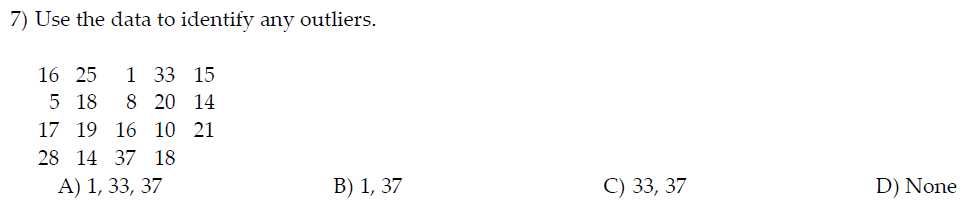 7) Use the data to identify any outliers.
16 25 1 33 15
5 18 8 20 14
17 19 16 10 21
28 14 37 18
A) 1, 33, 37 B) 1, 37 C) 33, 37 D) None